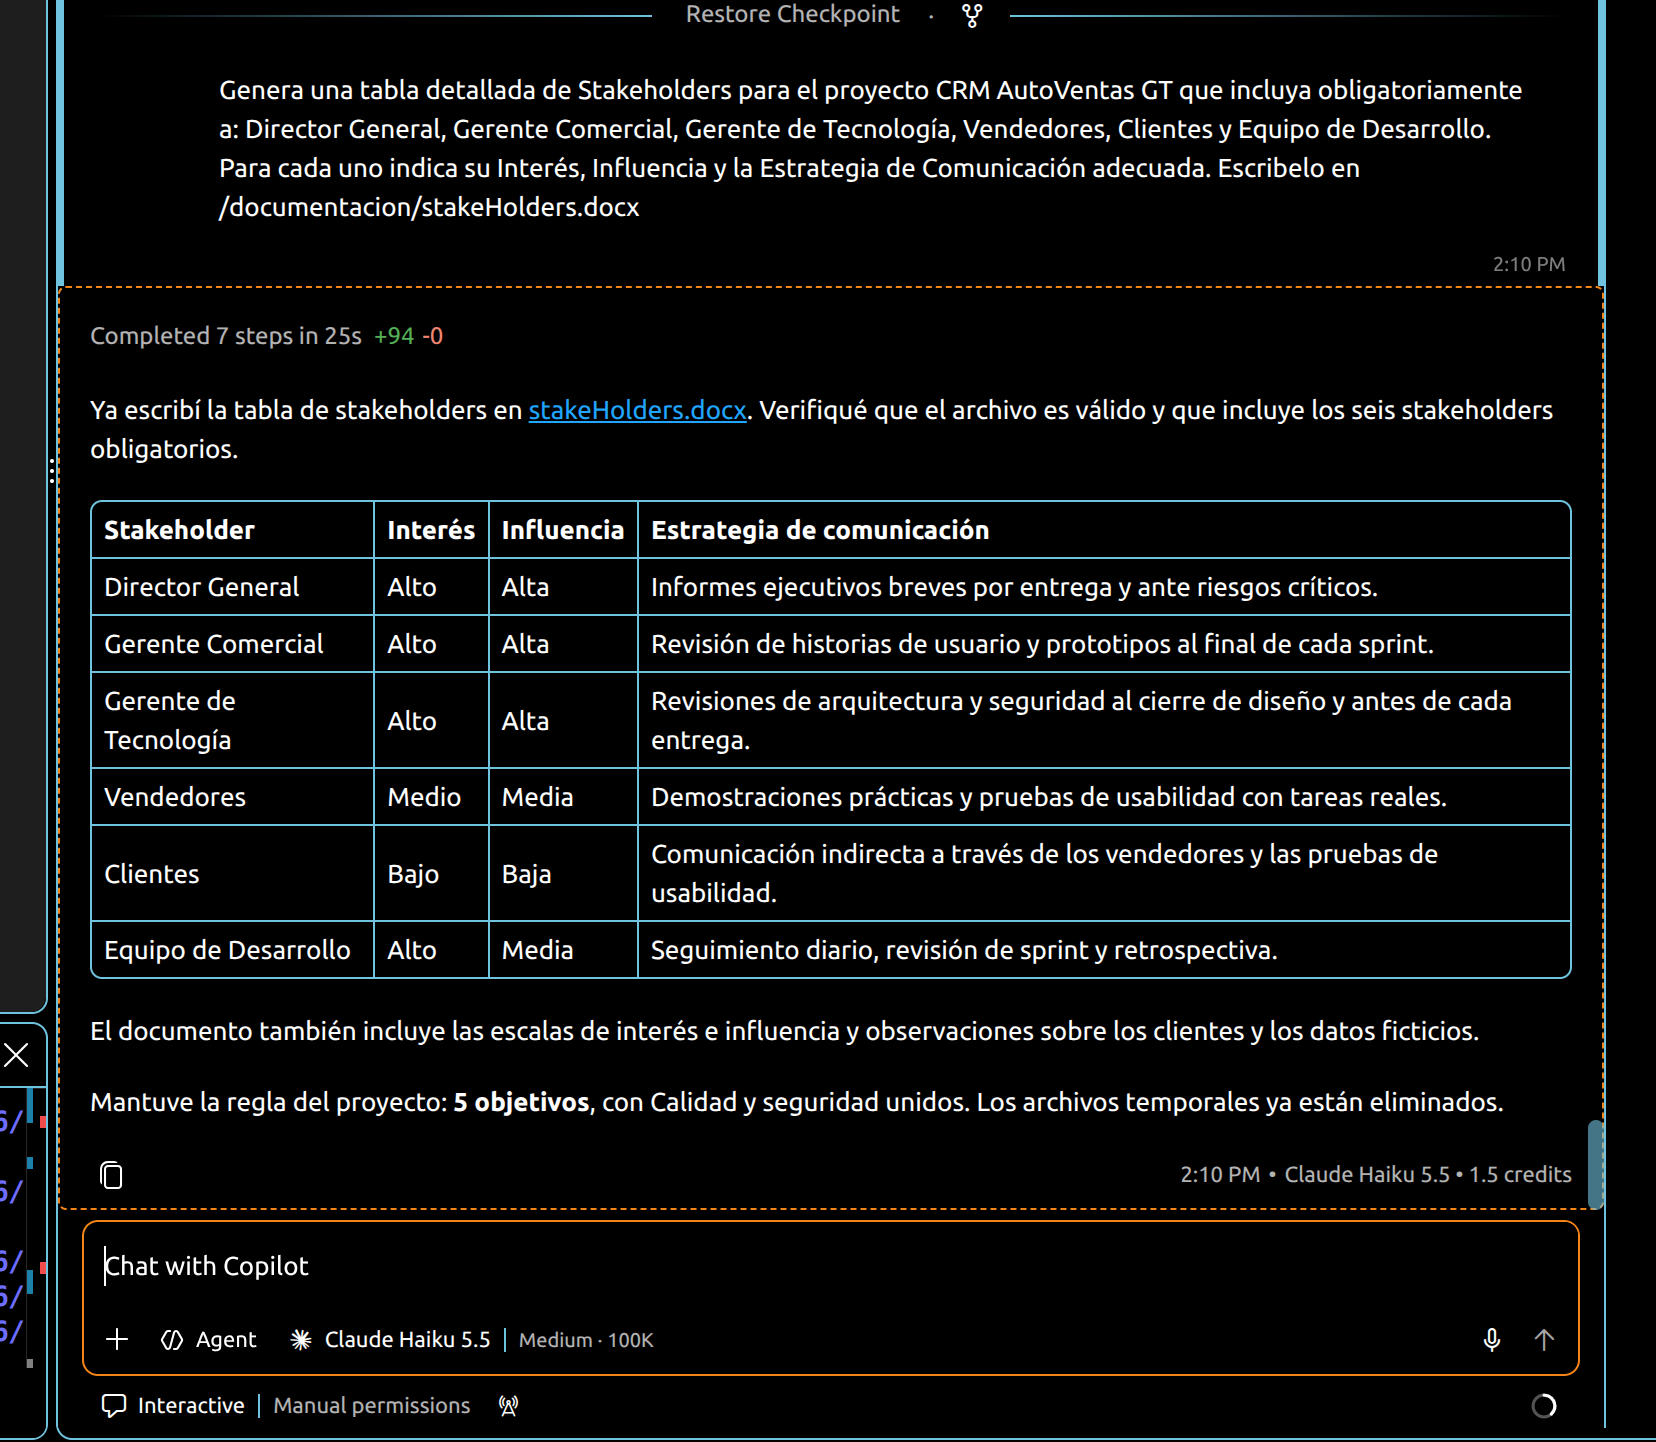 Restore Checkpoint ·
Genera una tabla detallada de Stakeholders para el proyecto CRM AutoVentas GT que incluya obligatoriamente
a: Director General, Gerente Comercial, Gerente de Tecnología, Vendedores, Clientes y Equipo de Desarrollo.
Para cada uno indica su Interés, Influencia y la Estrategia de Comunicación adecuada. Escribelo en
/documentacion/stakeHolders.docx
2:10 PM
Completed 7 steps in 25s +94 -0
Ya escribí la tabla de stakeholders en stakeHolders.docx. Verifiqué que el archivo es válido y que incluye los seis stakeholders
obligatorios.
Stakeholder Interés Influencia Estrategia de comunicación
Director General Alto Alta Informes ejecutivos breves por entrega y ante riesgos críticos.
Gerente Comercial Alto Alta Revisión de historias de usuario y prototipos al final de cada sprint.
Gerente de
Tecnología
Alto Alta
Revisiones de arquitectura y seguridad al cierre de diseño y antes de cada
entrega.
Vendedores Medio Media Demostraciones prácticas y pruebas de usabilidad con tareas reales.
Clientes Bajo Baja
Comunicación indirecta a través de los vendedores y las pruebas de
usabilidad.
Equipo de Desarrollo Alto Media Seguimiento diario, revisión de sprint y retrospectiva.
El documento también incluye las escalas de interés e influencia y observaciones sobre los clientes y los datos ficticios.
Mantuve la regla del proyecto: 5 objetivos, con Calidad y seguridad unidos. Los archivos temporales ya están eliminados.
2:10 PM • Claude Haiku 5.5 • 1.5 credits
Chat with Copilot
Agent Claude Haiku 5.5 Medium · 100K
Interactive Manual permissions
6/
6/
6/
6/
6/